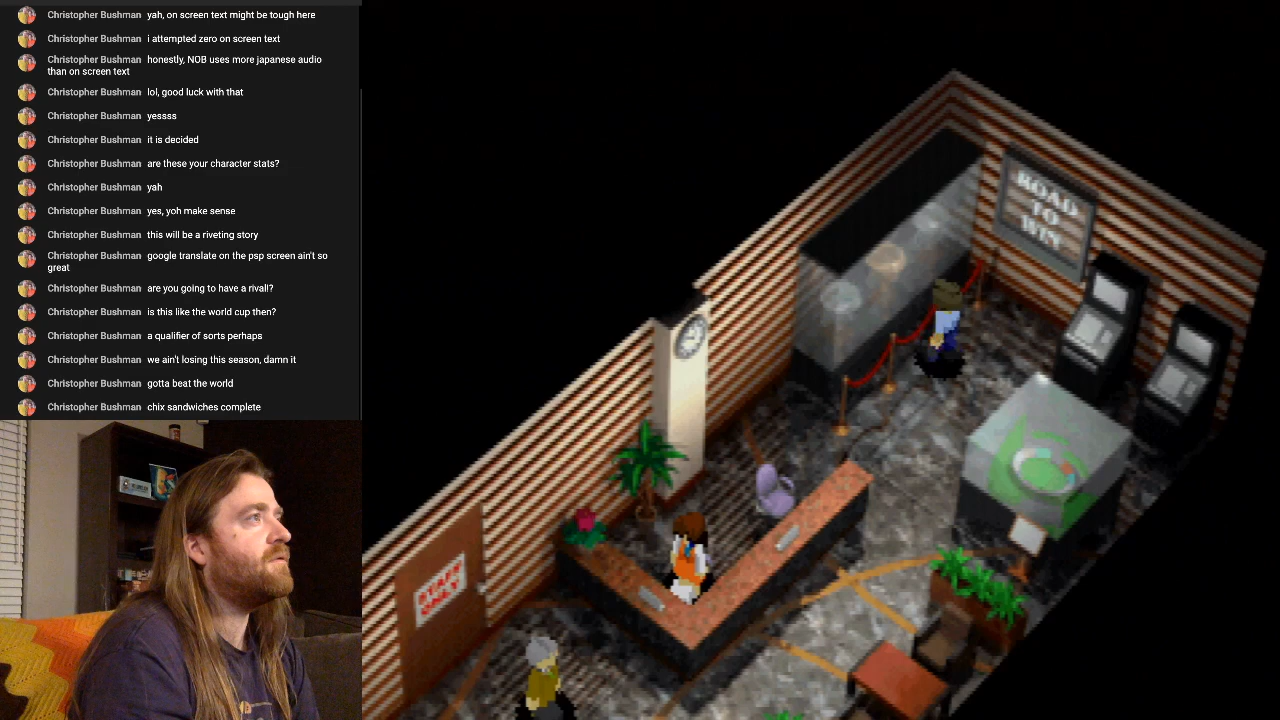 Christopher Bushman yah, on screen text might be tough here
Christopher Bushman i attempted zero on screen text
Christopher Bushman honestly, NOB uses more japanese audio
than on screen text
Christopher Bushman lol, good luck with that
Christopher Bushman yessss
Christopher Bushman it is decided
Christopher Bushman are these your character stats?
Christopher Bushman yah
Christopher Bushman yes, yoh make sense
Christopher Bushman this will be a riveting story
Christopher Bushman google translate on the psp screen ain't so
great
Christopher Bushman are you going to have a rival!?
Christopher Bushman is this like the world cup then?
Christopher Bushman a qualifier of sorts perhaps
Christopher Bushman we ain't losing this season, damn it
Christopher Bushman gotta beat the world
Christopher Bushman chix sandwiches complete
ROAD
TO
WIN
STAFF
ONLY